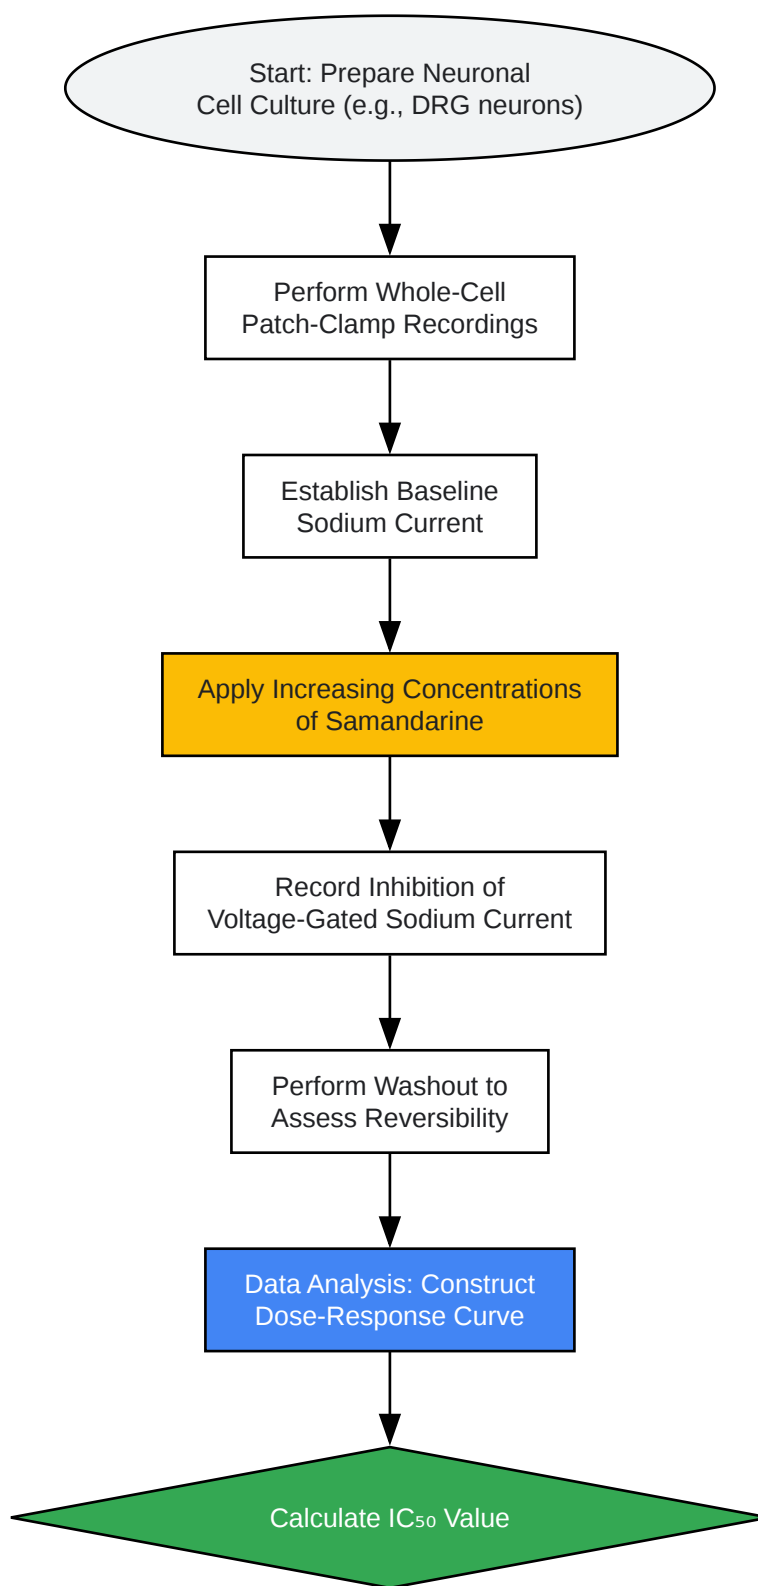 Start: Prepare Neuronal
Cell Culture (e.g., DRG neurons)
Perform Whole-Cell
Patch-Clamp Recordings
Establish Baseline
Sodium Current
Apply Increasing Concentrations
of Samandarine
Record Inhibition of
Voltage-Gated Sodium Current
Perform Washout to
Assess Reversibility
Data Analysis: Construct
Dose-Response Curve
Calculate IC₅₀ Value